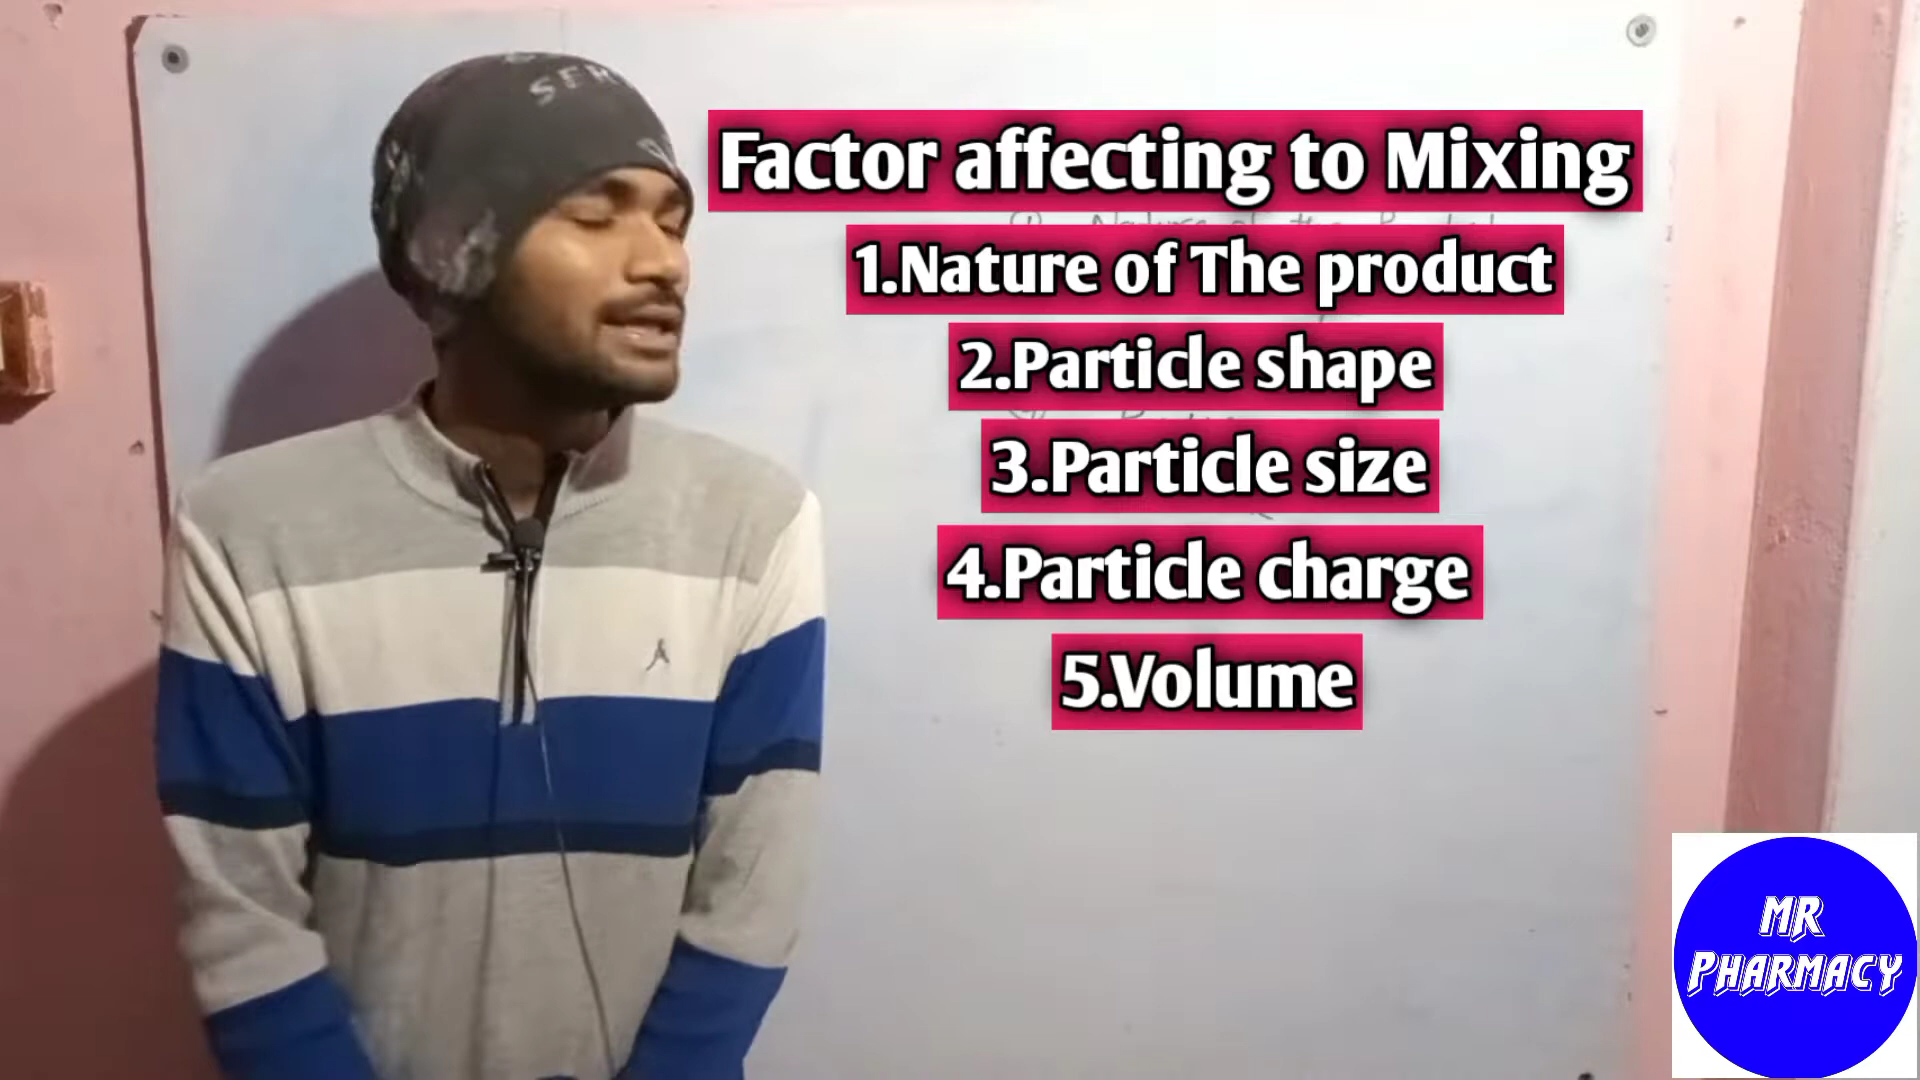 Factor affecting to Mixing
1.Nature of The product
2.Particle shape
3.Particle size
4.Particle charge
5.Volume
MR
PHARMACY